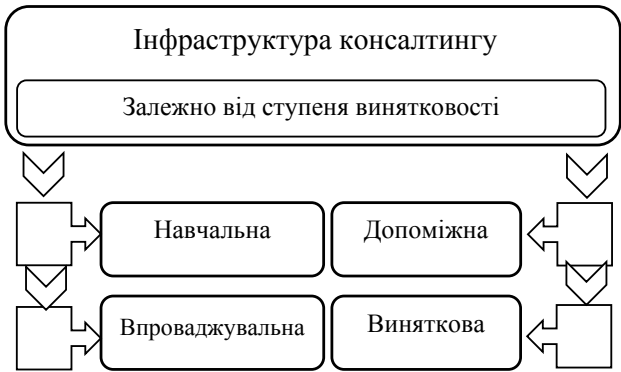 Інфраструктура консалтингу
Залежно від ступеня винятковості
Навчальна
Допоміжна
Впроваджувальна
Виняткова